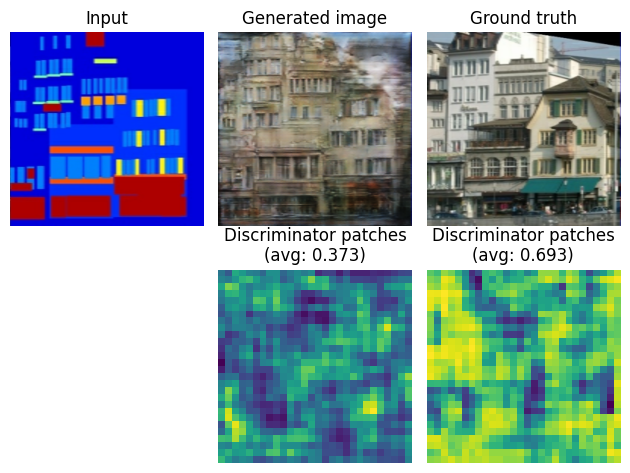 Input
Generated image
Ground truth
Discriminator patches
(avg: 0.373)
Discriminator patches
(avg: 0.693)